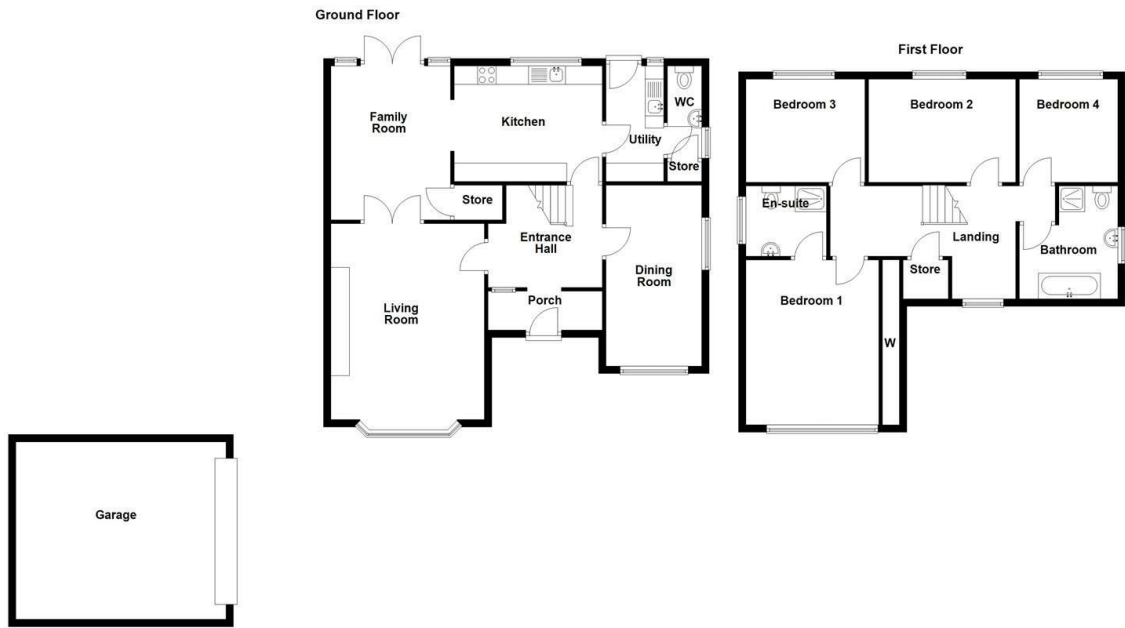 Ground Floor
Family
Room
Kitchen
WC
Utility
Store
Store
Entrance
Hall
Dining
Room
Porch
Living
Room
Garage
First Floor
Bedroom 3
Bedroom 2
Bedroom 4
En-suite
Landing
Bathroom
Store
Bedroom 1
W